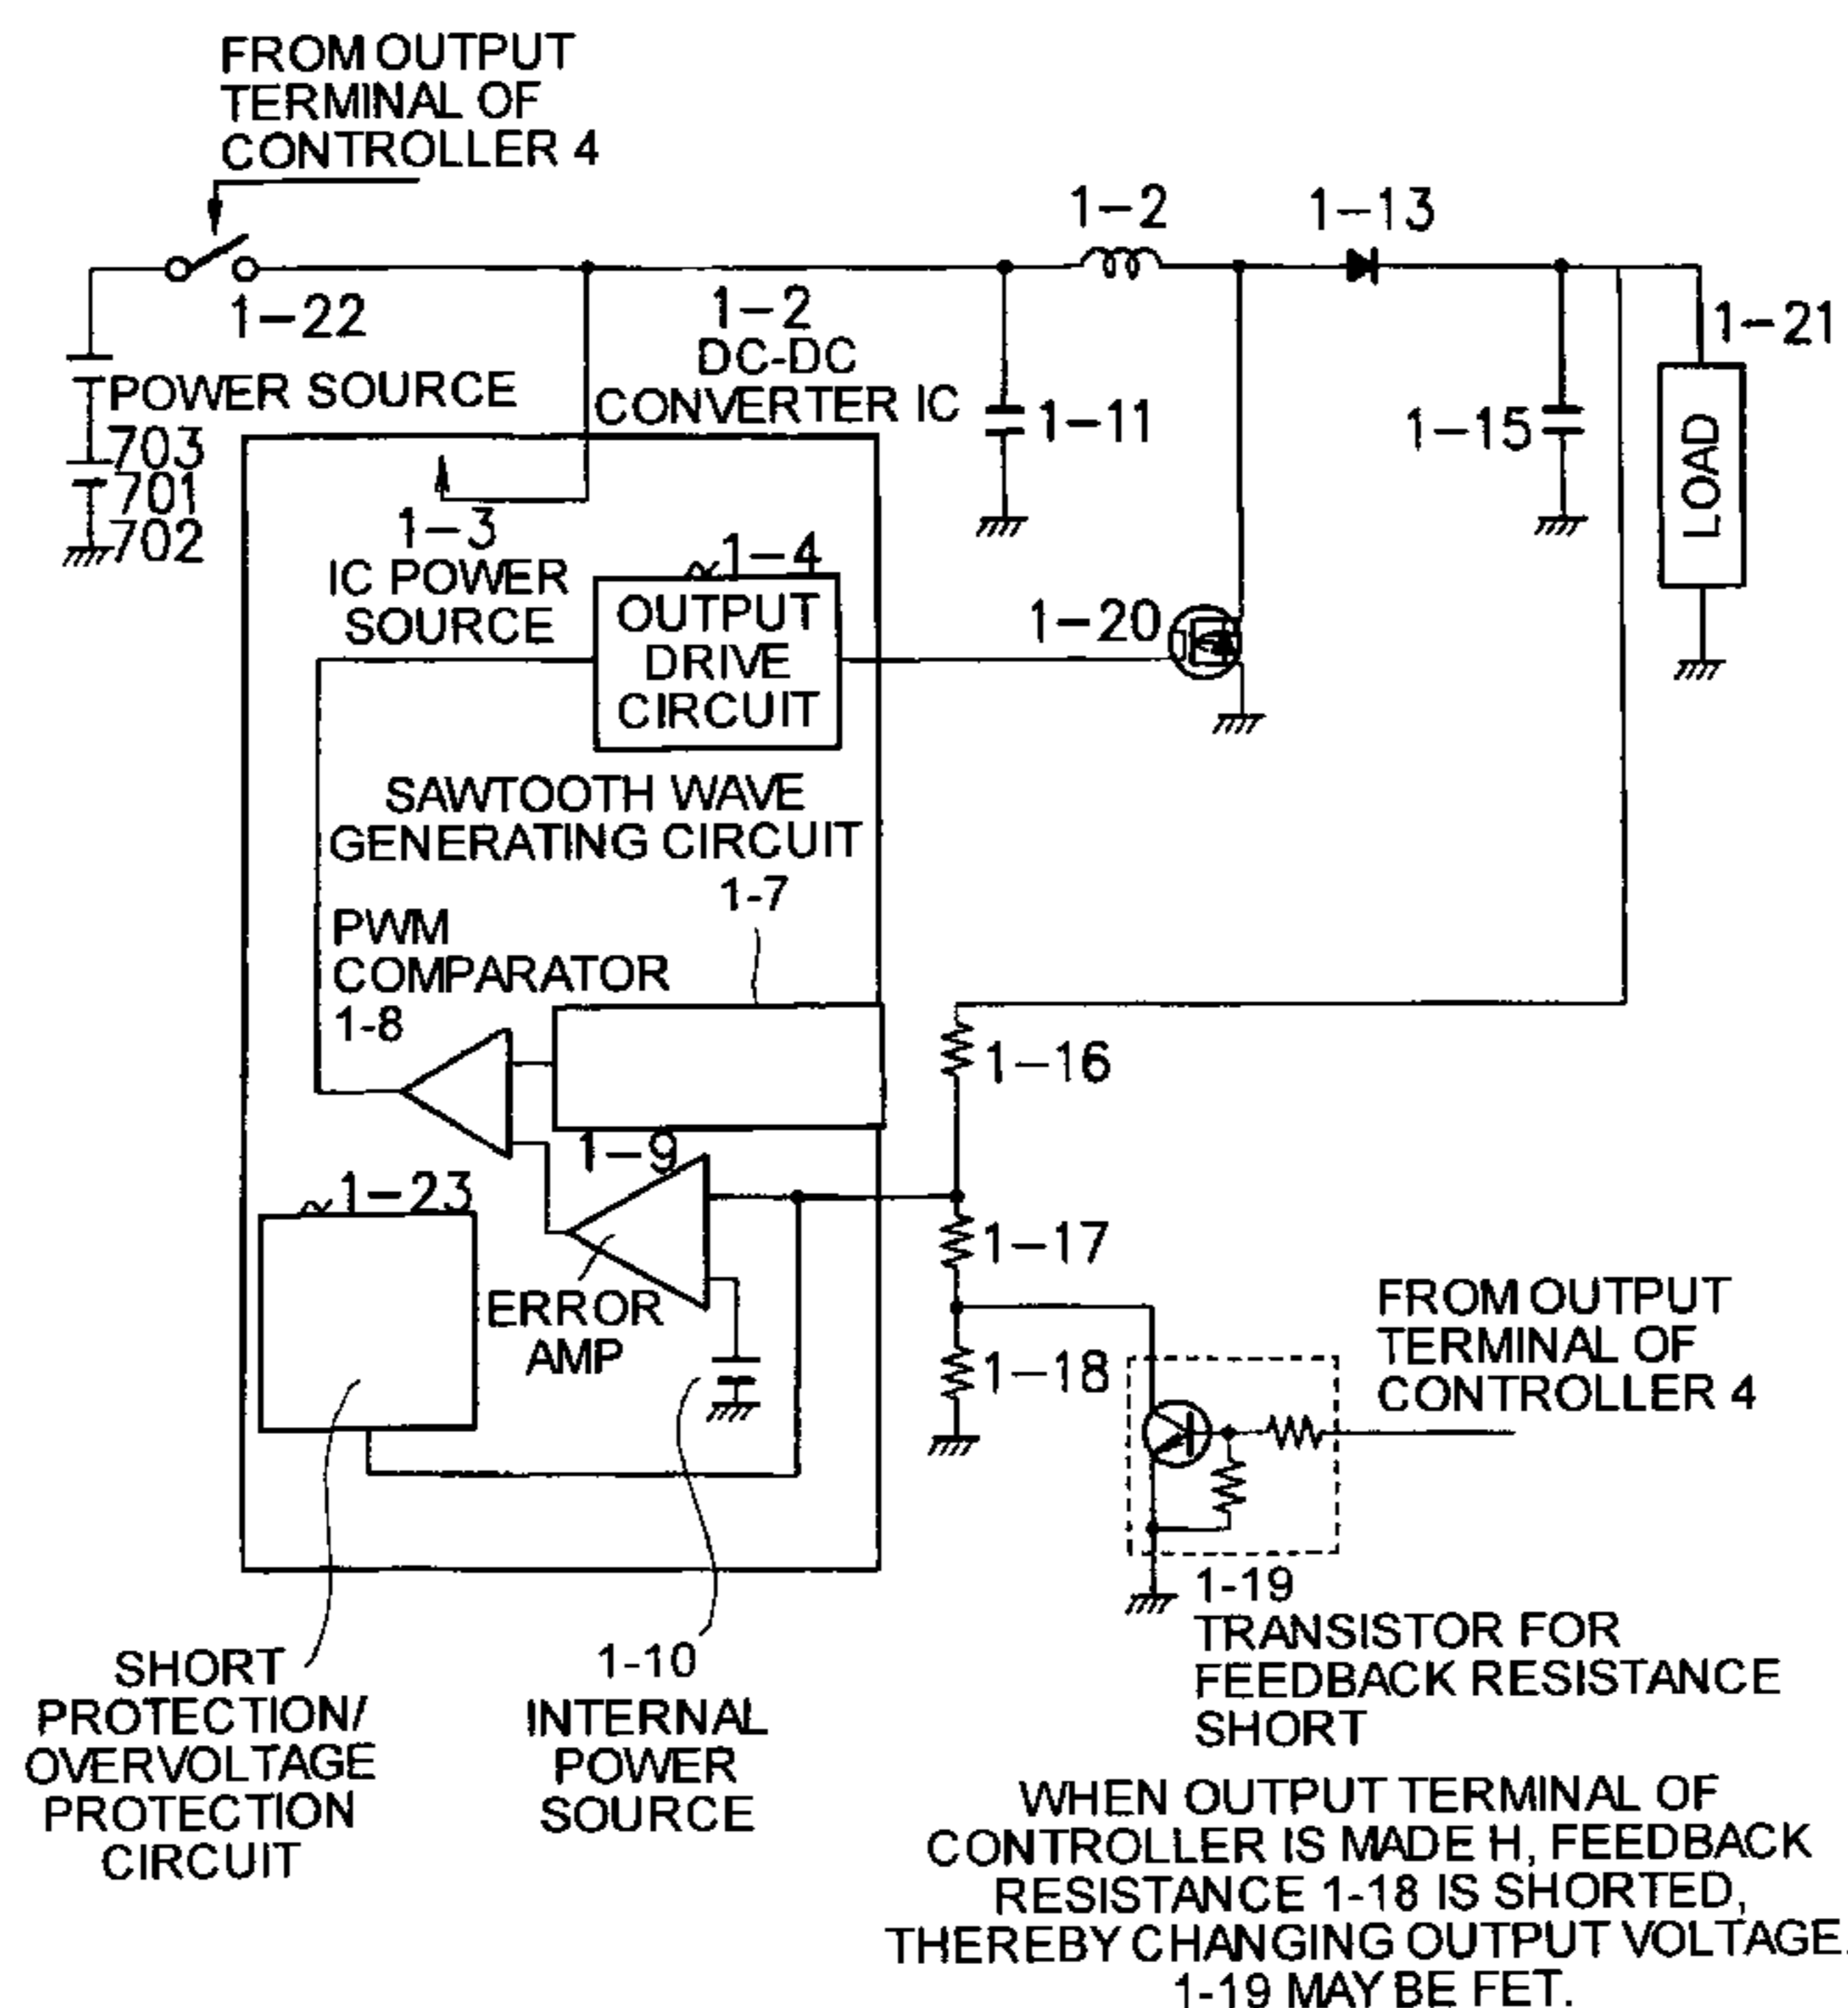 FROM OUTPUT
TERMINAL OF
CONTROLLER 4
1-2
1-13
1-22
1-2
DC-DC
CONVERTER IC
1-21
POWER SOURCE
703
701
702
1-11
1-15
LOAD
1-3
IC POWER
SOURCE
1-4
OUTPUT
DRIVE
CIRCUIT
1-20
SAWTOOTH WAVE
GENERATING CIRCUIT
1-7
PWM
COMPARATOR
1-8
1-16
1-9
1-23
1-17
ERROR
AMP
1-18
FROM OUTPUT
TERMINAL OF
CONTROLLER 4
1-19
TRANSISTOR FOR
FEEDBACK RESISTANCE
SHORT
SHORT
PROTECTION/
OVERVOLTAGE
PROTECTION
CIRCUIT
1-10
INTERNAL
POWER
SOURCE
WHEN OUTPUT TERMINAL OF
CONTROLLER IS MADE H, FEEDBACK
RESISTANCE 1-18 IS SHORTED,
THEREBY CHANGING OUTPUT VOLTAGE.
1-19 MAY BE FET.